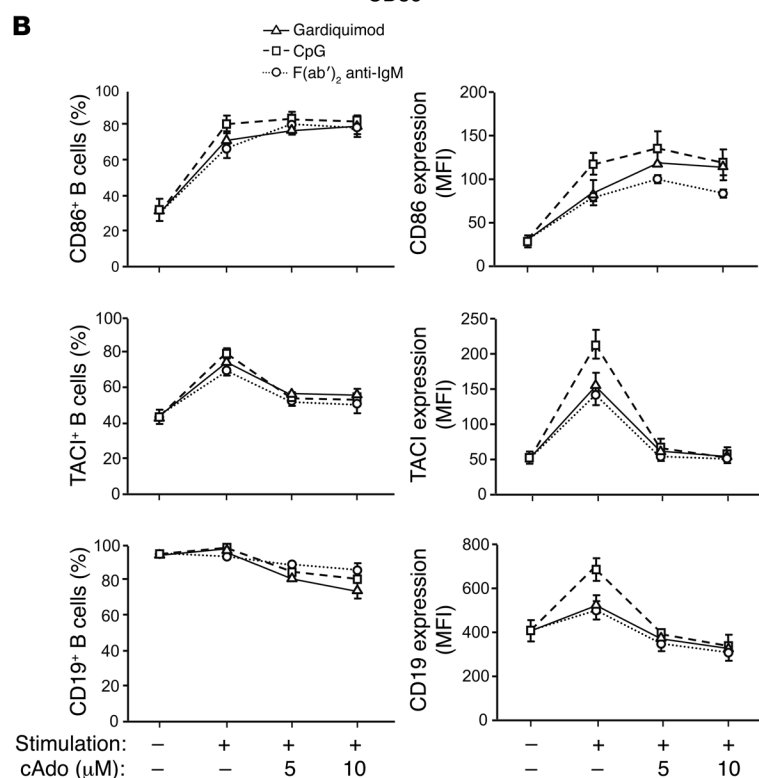 B
Gardiquimod
CpG
F(ab′)₂ anti-IgM
CD86⁺ B cells (%)
100
80
60
40
20
0
CD86 expression
(MFI)
200
150
100
50
0
TACI⁺ B cells (%)
100
80
60
40
20
0
TACI expression
(MFI)
250
200
150
100
50
0
CD19⁺ B cells (%)
100
80
60
40
20
0
CD19 expression
(MFI)
800
600
400
200
0
Stimulation: – + + + – + + +
cAdo (μM): – – 5 10 – – 5 10